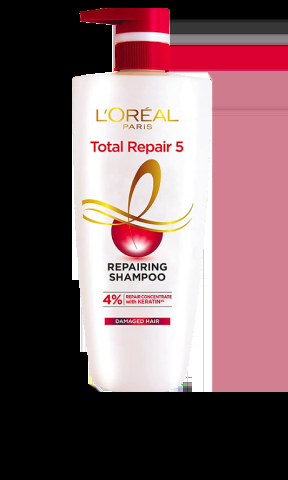 L'ORÉAL
PARIS
Total Repair 5
REPAIRING
SHAMPOO
4% REPAIR CONCENTRATE
with KERATIN
DAMAGED HAIR